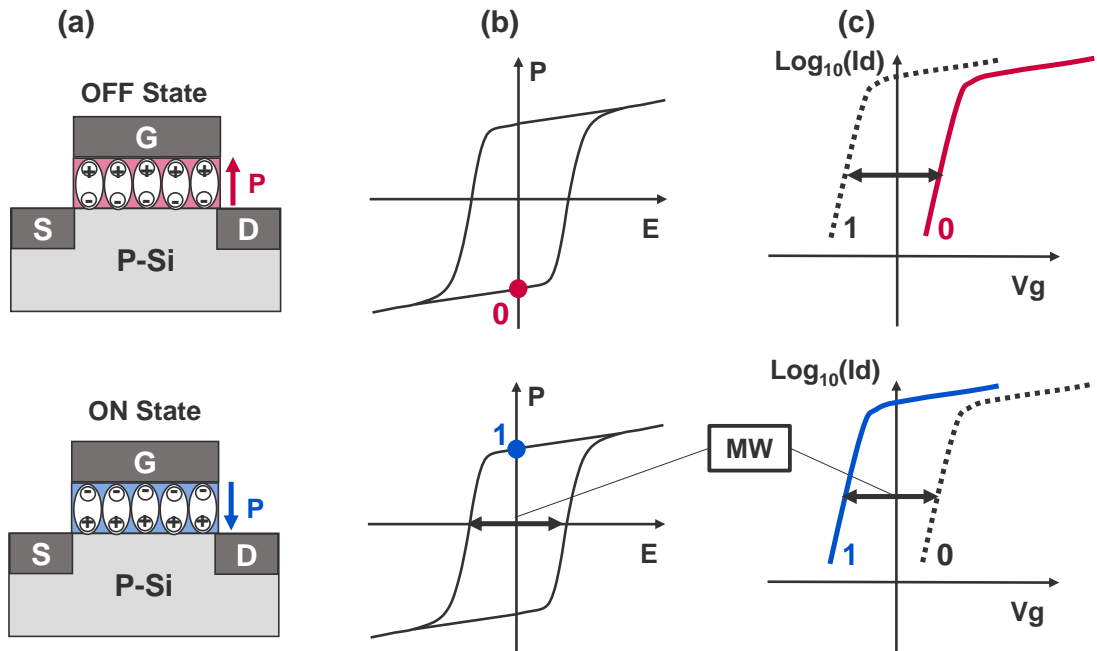 (a)
(b)
(c)
OFF State
G
+ + + + +
- - - - -
P
S
D
P-Si
P
E
0
Log₁₀(Id)
1
0
Vg
ON State
G
- - - - -
+ + + + +
P
S
D
P-Si
P
1
E
MW
Log₁₀(Id)
1
0
Vg